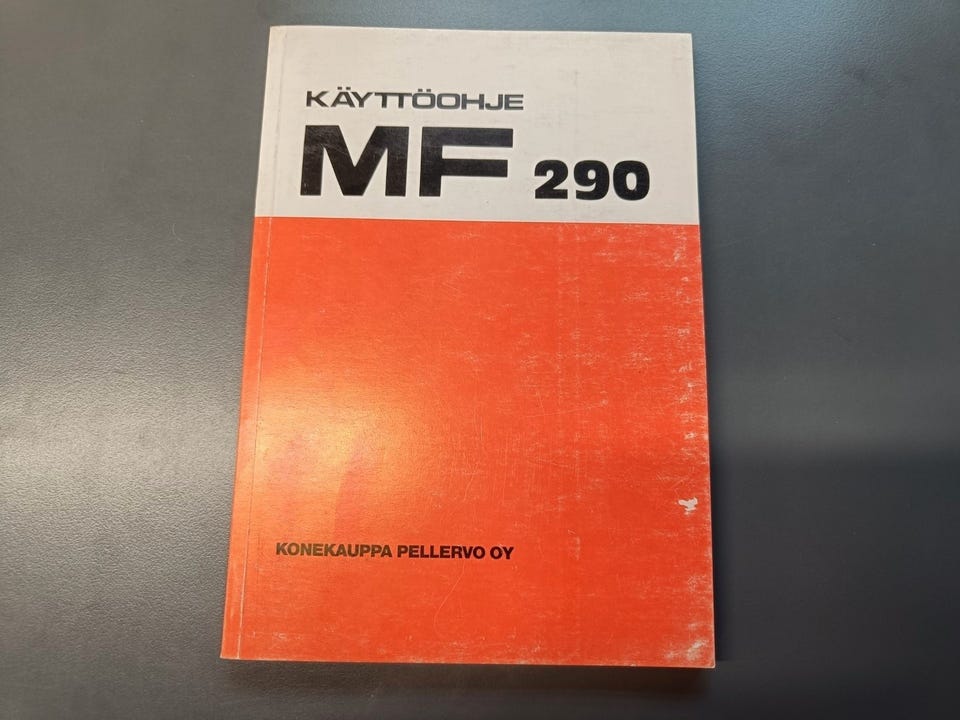 KÄYTTÖOHJE
MF 290
KONEKAUPPA PELLERVO OY